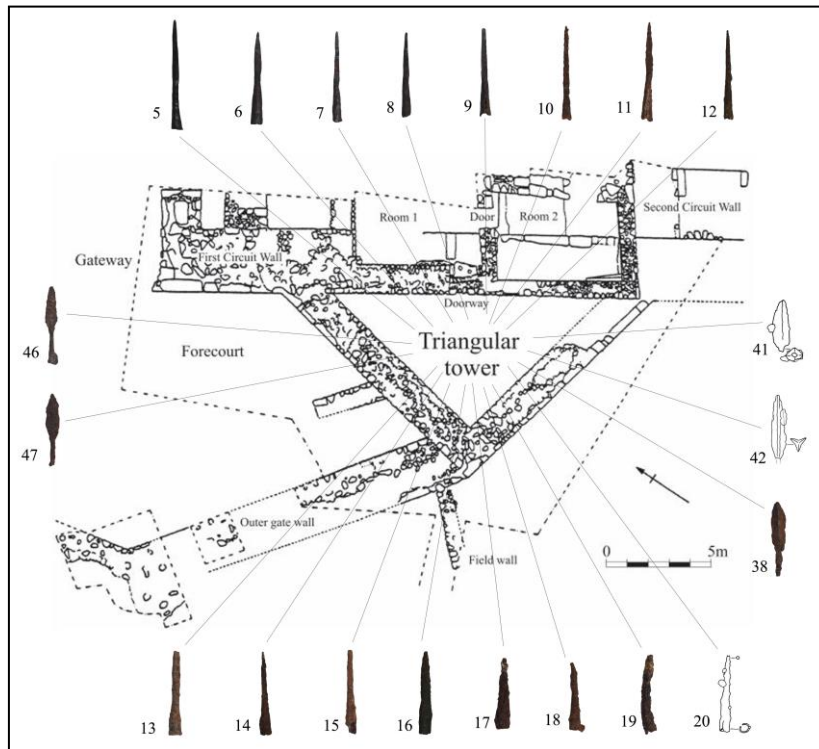 5
6
7
8
9
10
11
12
Room 1
Door
Room 2
Second Circuit Wall
Gateway
First Circuit Wall
Doorway
46
Forecourt
Triangular
tower
41
47
42
38
Outer gate wall
Field wall
0
5m
13
14
15
16
17
18
19
20